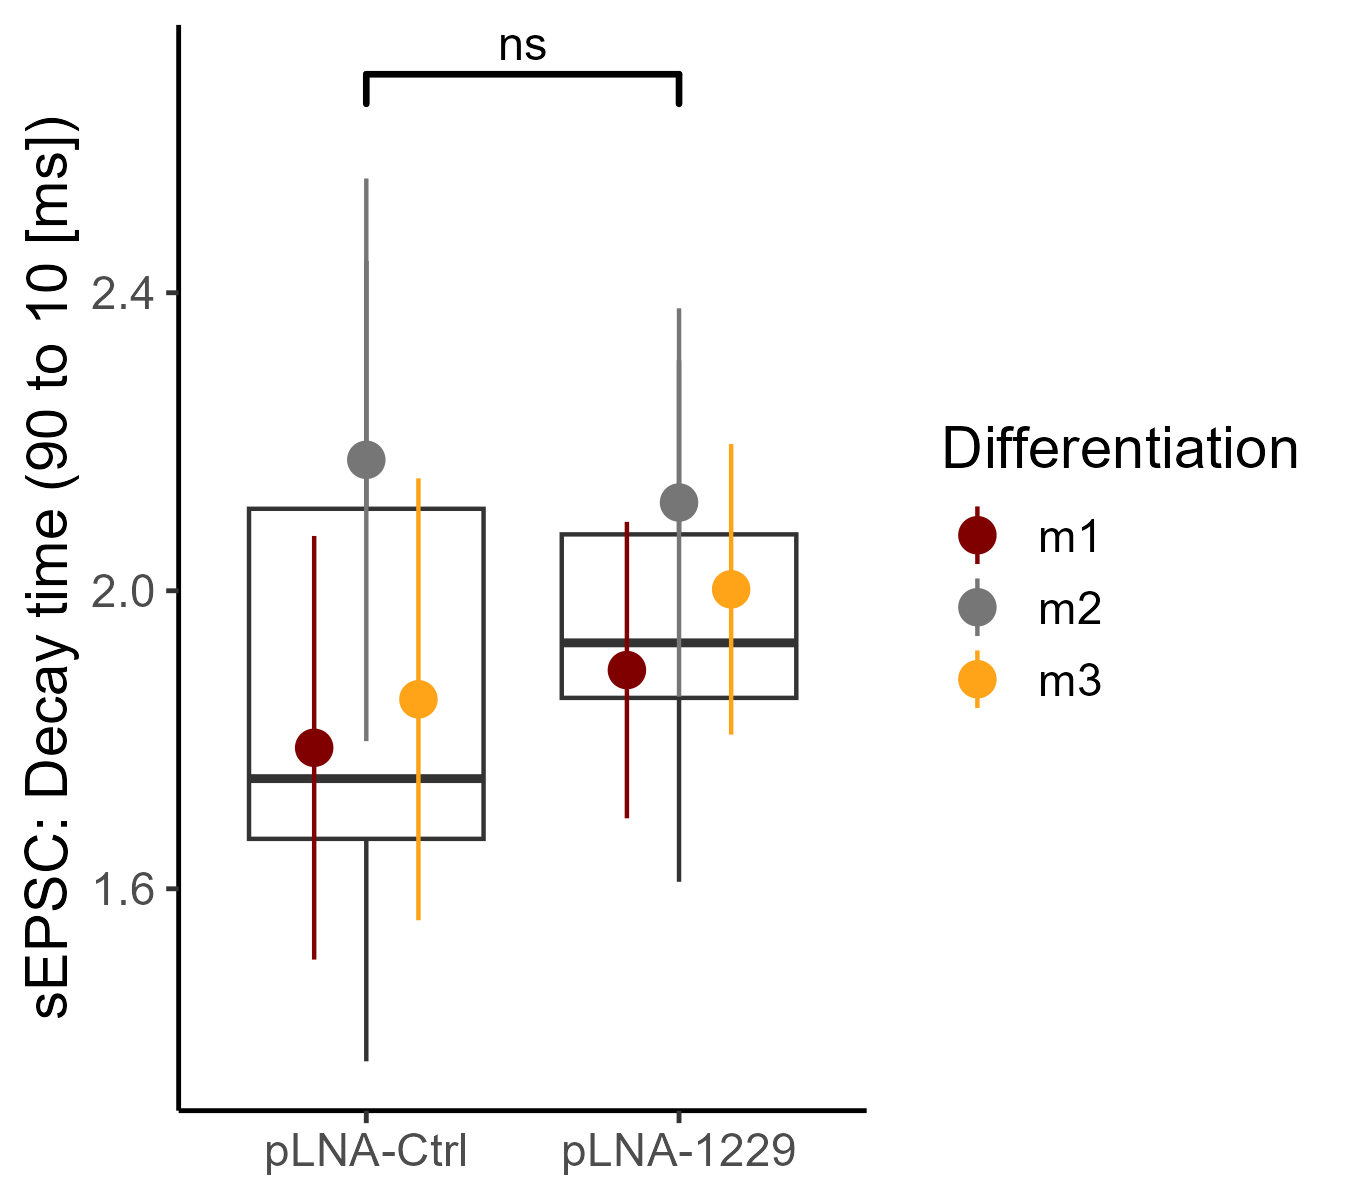 ns
sEPSC: Decay time (90 to 10 [ms])
2.4
2.0
1.6
pLNA-Ctrl
pLNA-1229
Differentiation
m1
m2
m3